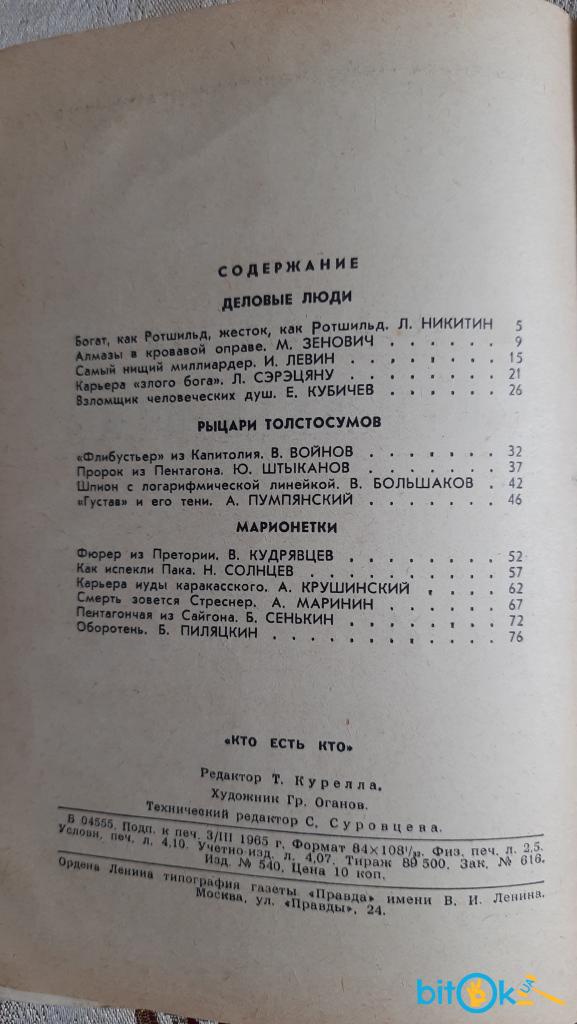 СОДЕРЖАНИЕ
ДЕЛОВЫЕ ЛЮДИ
Богат, как Ротшильд, жесток, как Ротшильд. Л. НИКИТИН 5
Алмазы в кровавой оправе. М. ЗЕНОВИЧ . . . . . . 9
Самый нищий миллиардер. И. ЛЕВИН . . . . . . . 15
Карьера «злого бога». Л. СЭРЭЦЯНУ . . . . . . . 21
Взломщик человеческих душ. Е. КУБИЧЕВ . . . . . 26
РЫЦАРИ ТОЛСТОСУМОВ
«Флибустьер» из Капитолия. В. ВОЙНОВ . . . . . . 32
Пророк из Пентагона. Ю. ШТЫКАНОВ . . . . . . . 37
Шпион с логарифмической линейкой. В. БОЛЬШАКОВ . 42
«Густав» и его тени. А. ПУМПЯНСКИЙ . . . . . . . 46
МАРИОНЕТКИ
Фюрер из Претории. В. КУДРЯВЦЕВ . . . . . . . . 52
Как испекли Пака. Н. СОЛНЦЕВ . . . . . . . . . 57
Карьера иуды каракасского. А. КРУШИНСКИЙ . . . . 62
Смерть зовется Стреснер. А. МАРИНИН . . . . . . 67
Пентагончая из Сайгона. Б. СЕНЬКИН . . . . . . . 72
Оборотень. Б. ПИЛЯЦКИН . . . . . . . . . . . 76
«КТО ЕСТЬ КТО»
Редактор Т. Курелла.
Художник Гр. Оганов.
Технический редактор С. Суровцева.
В 04555. Подп. к печ. 3/III 1965 г. Формат 84×108¹/₃₂. Физ. печ. л. 2,5.
Условн. печ. л. 4,10. Учетно-изд. л. 4,07. Тираж 89 500. Зак. № 616.
Изд. № 540. Цена 10 коп.
Ордена Ленина типография газеты «Правда» имени В. И. Ленина.
Москва, ул. «Правды», 24.
bitok.UA